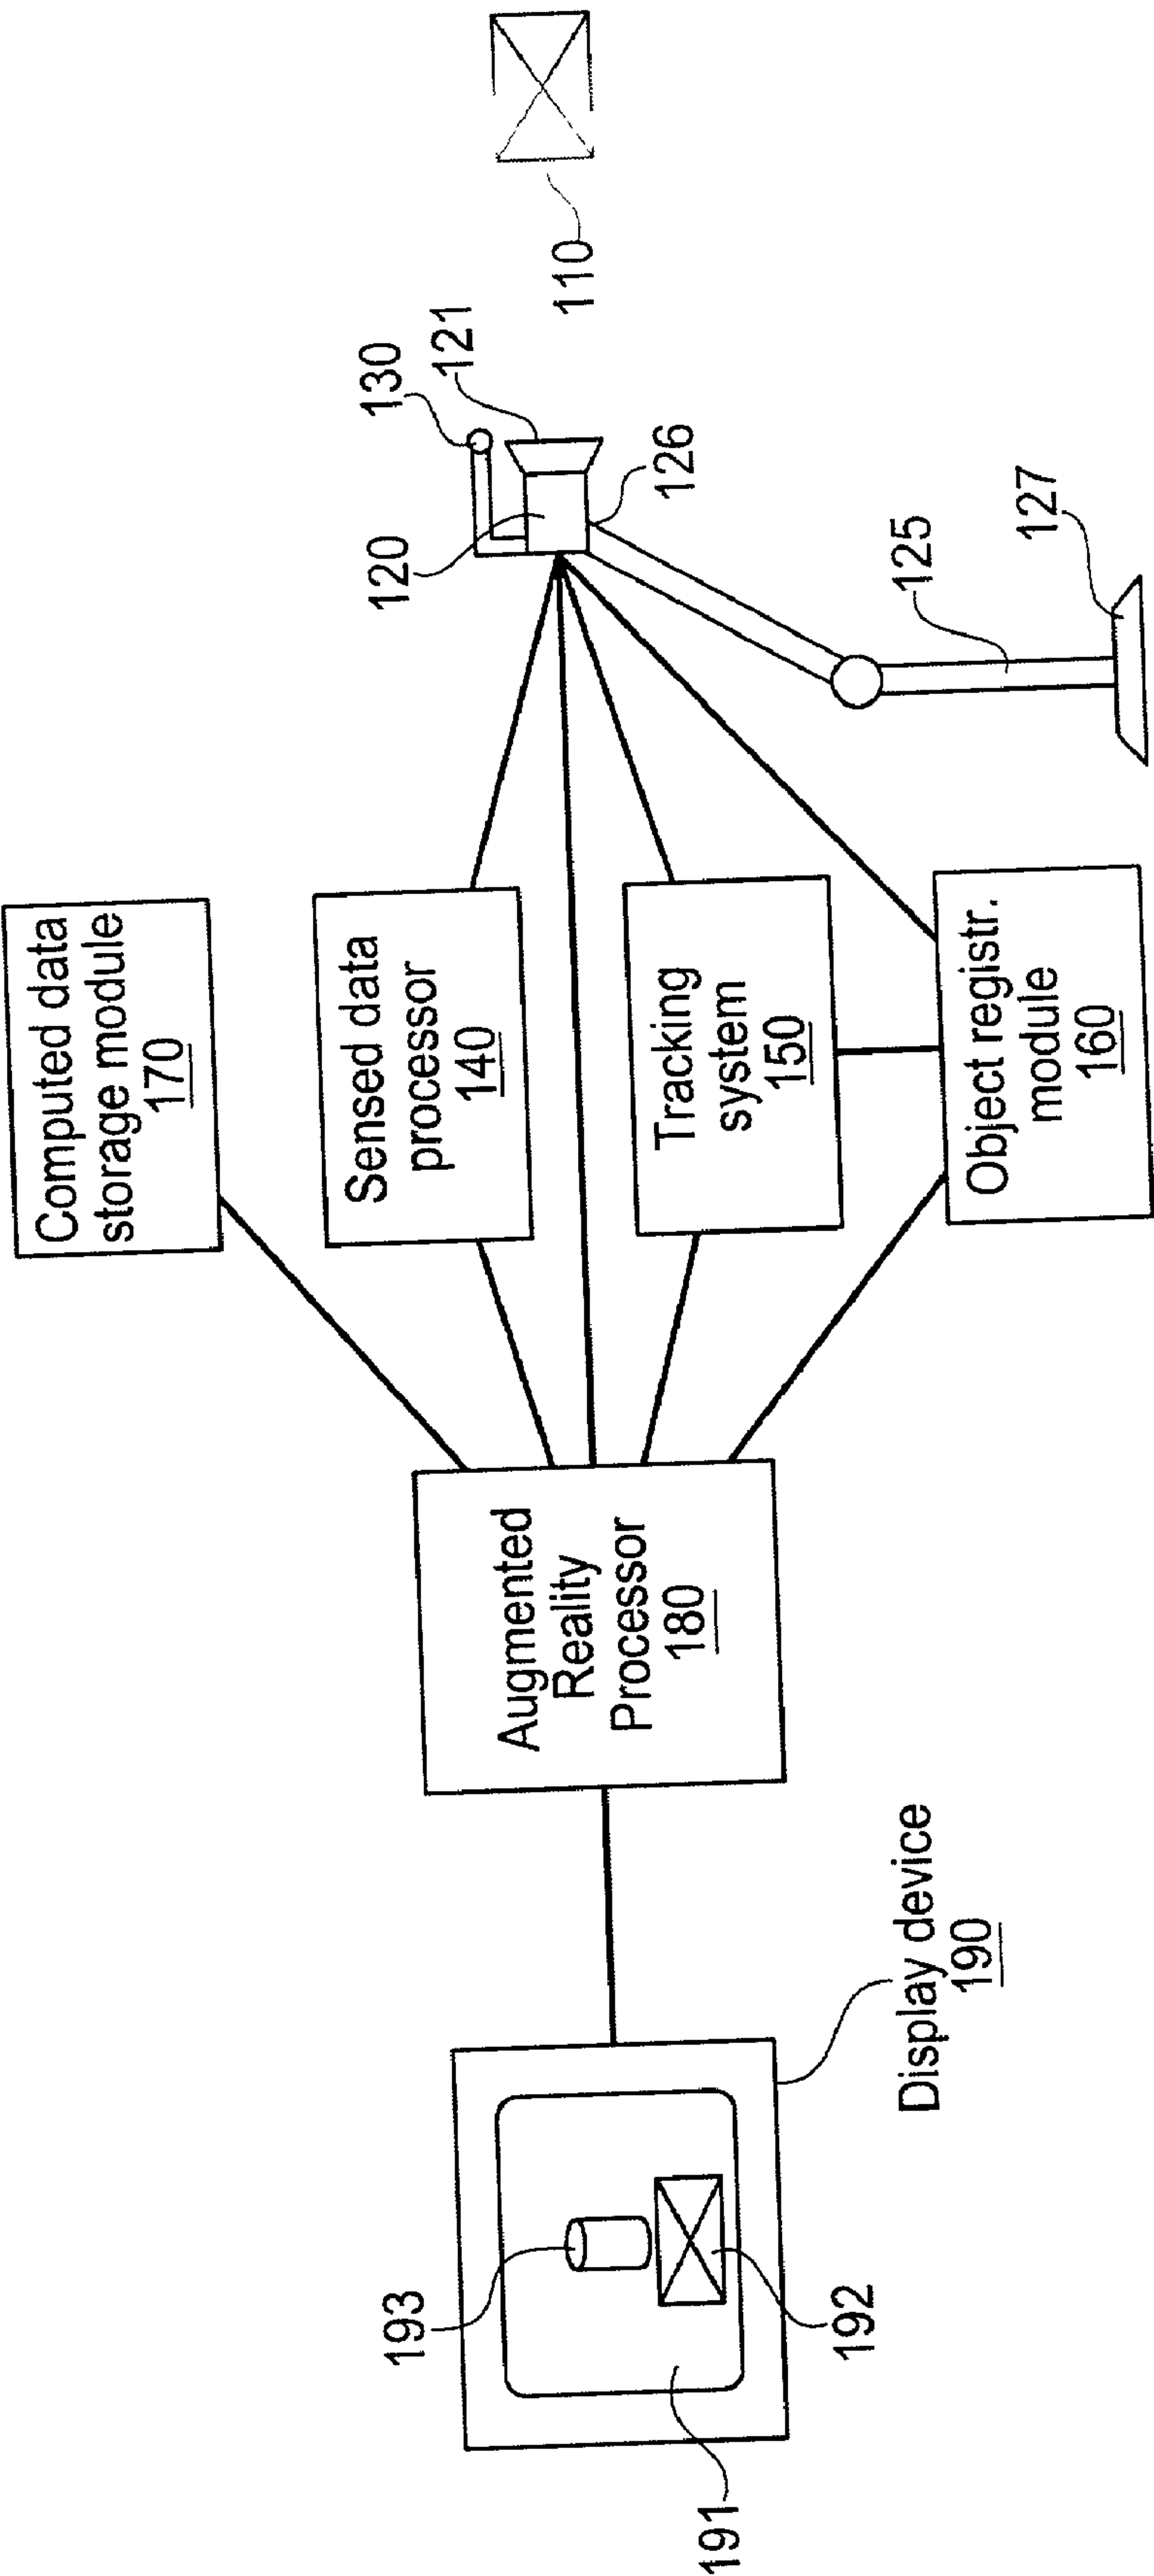 Computed data
storage module
170
Sensed data
processor
140
Tracking
system
150
Object registr.
module
160
Augmented
Reality
Processor
180
Display device
190
193
192
191
130
121
120
126
125
127
110